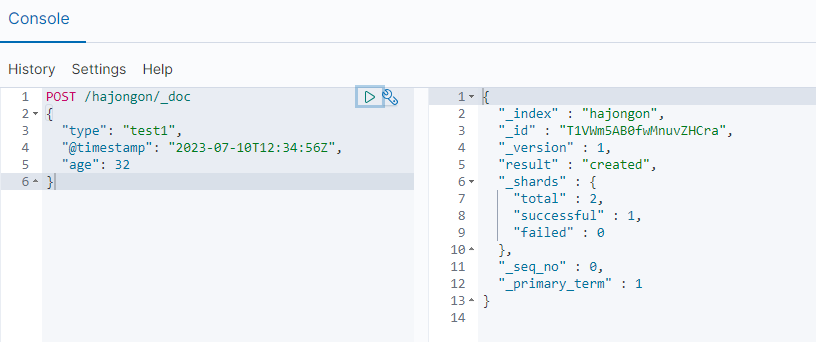 Console
History Settings Help
1 POST /hajongon/_doc
2 {
3 "type": "test1",
4 "@timestamp": "2023-07-10T12:34:56Z",
5 "age": 32
6 }
1 {
2 "_index" : "hajongon",
3 "_id" : "T1VWm5AB0fwMnuvZHCra",
4 "_version" : 1,
5 "result" : "created",
6 "_shards" : {
7 "total" : 2,
8 "successful" : 1,
9 "failed" : 0
10 },
11 "_seq_no" : 0,
12 "_primary_term" : 1
13 }
14